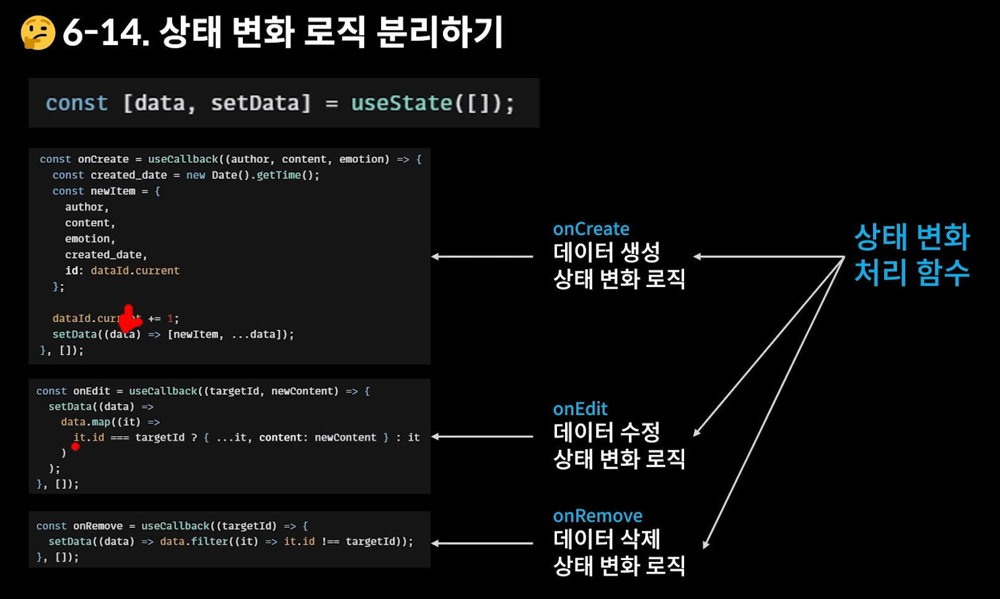 🤔 6-14. 상태 변화 로직 분리하기
const [data, setData] = useState([]);
const onCreate = useCallback((author, content, emotion) => {
  const created_date = new Date().getTime();
  const newItem = {
    author,
    content,
    emotion,
    created_date,
    id: dataId.current
  };
  dataId.current += 1;
  setData((data) => [newItem, ...data]);
}, []);
onCreate
데이터 생성
상태 변화 로직
상태 변화
처리 함수
const onEdit = useCallback((targetId, newContent) => {
  setData((data) =>
    data.map((it) =>
      it.id === targetId ? { ...it, content: newContent } : it
    )
  );
}, []);
onEdit
데이터 수정
상태 변화 로직
const onRemove = useCallback((targetId) => {
  setData((data) => data.filter((it) => it.id !== targetId));
}, []);
onRemove
데이터 삭제
상태 변화 로직